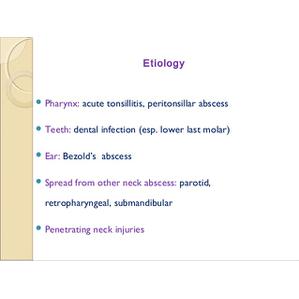 Etiology
Pharynx: acute tonsillitis, peritonsillar abscess
Teeth: dental infection (esp. lower last molar)
Ear: Bezold's abscess
Spread from other neck abscess: parotid,
retropharyngeal, submandibular
Penetrating neck injuries